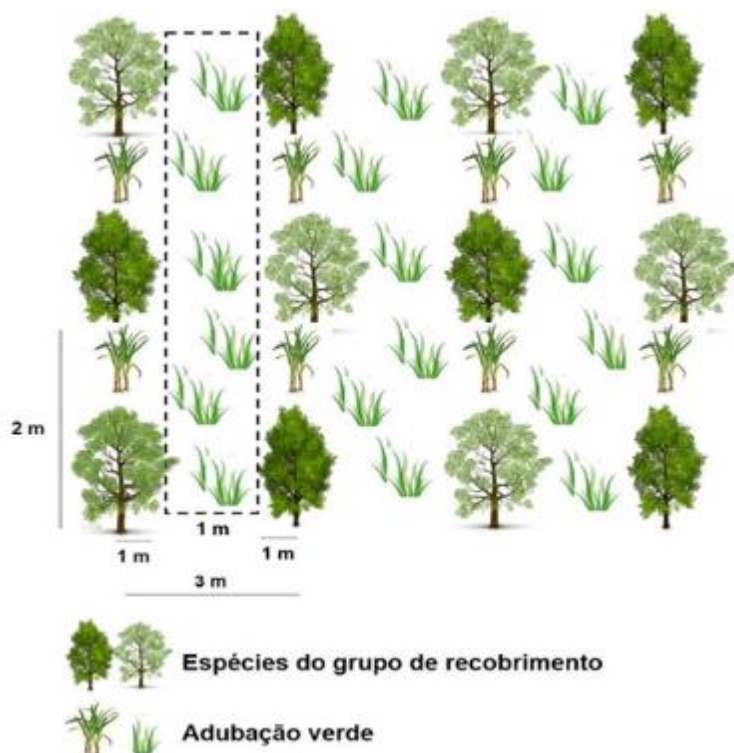 2 m
1 m
1 m
1 m
3 m
Espécies do grupo de recobrimento
Adubação verde